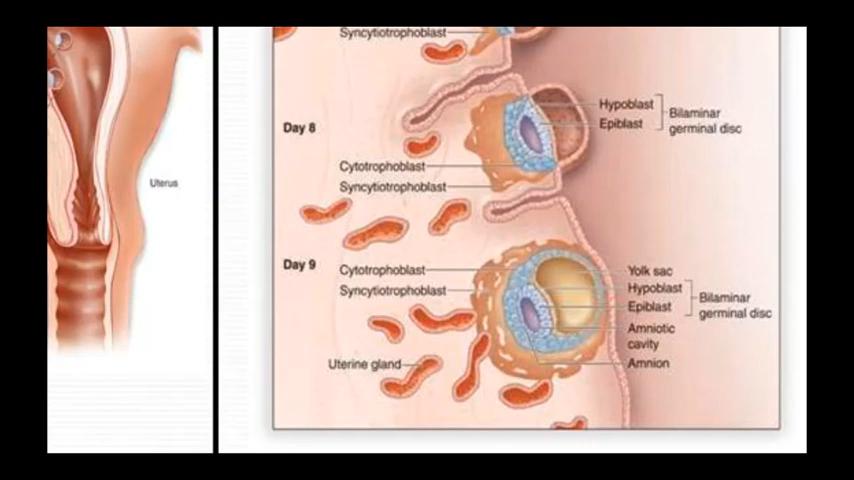 Uterus
Syncytiotrophoblast
Day 8
Hypoblast
Epiblast
Bilaminar
germinal disc
Cytotrophoblast
Syncytiotrophoblast
Day 9
Cytotrophoblast
Syncytiotrophoblast
Uterine gland
Yolk sac
Hypoblast
Epiblast
Bilaminar
germinal disc
Amniotic
cavity
Amnion